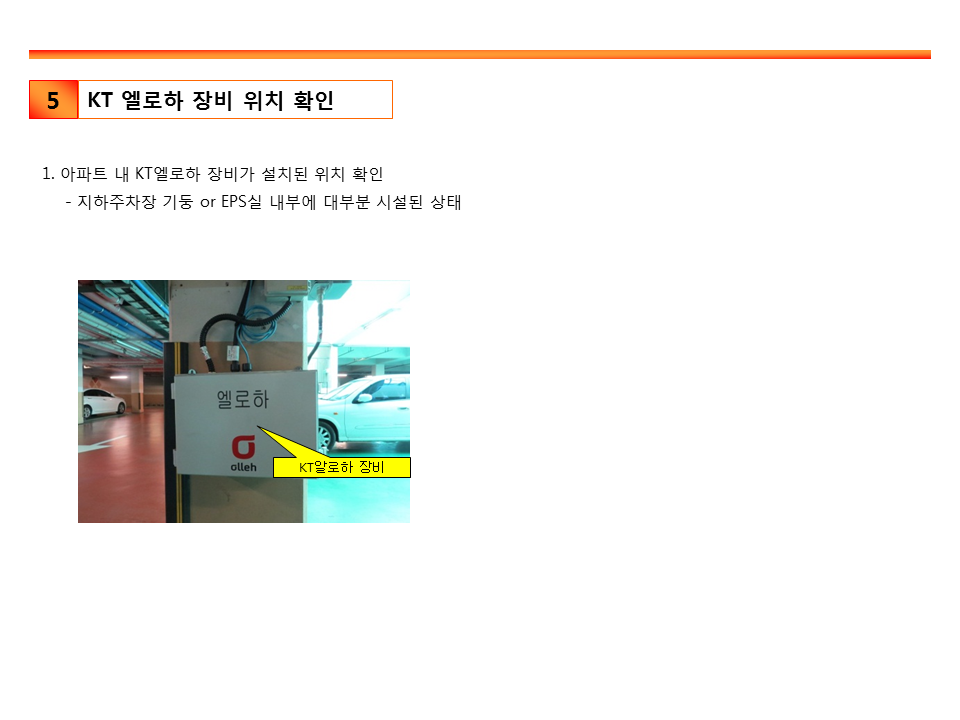 5
KT 엘로하 장비 위치 확인
1. 아파트 내 KT엘로하 장비가 설치된 위치 확인
- 지하주차장 기둥 or EPS실 내부에 대부분 시설된 상태
엘로하
olleh
KT알로하 장비